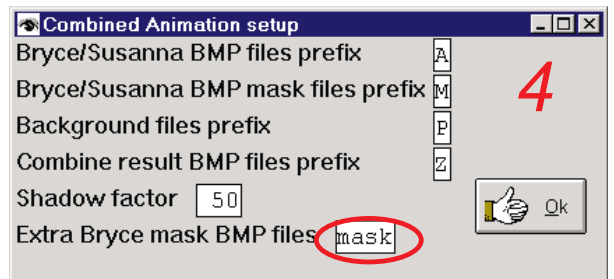 Combined Animation setup
Bryce/Susanna BMP files prefix A
Bryce/Susanna BMP mask files prefix M
4
Background files prefix P
Combine result BMP files prefix Z
Shadow factor 50
Ok
Extra Bryce mask BMP files mask